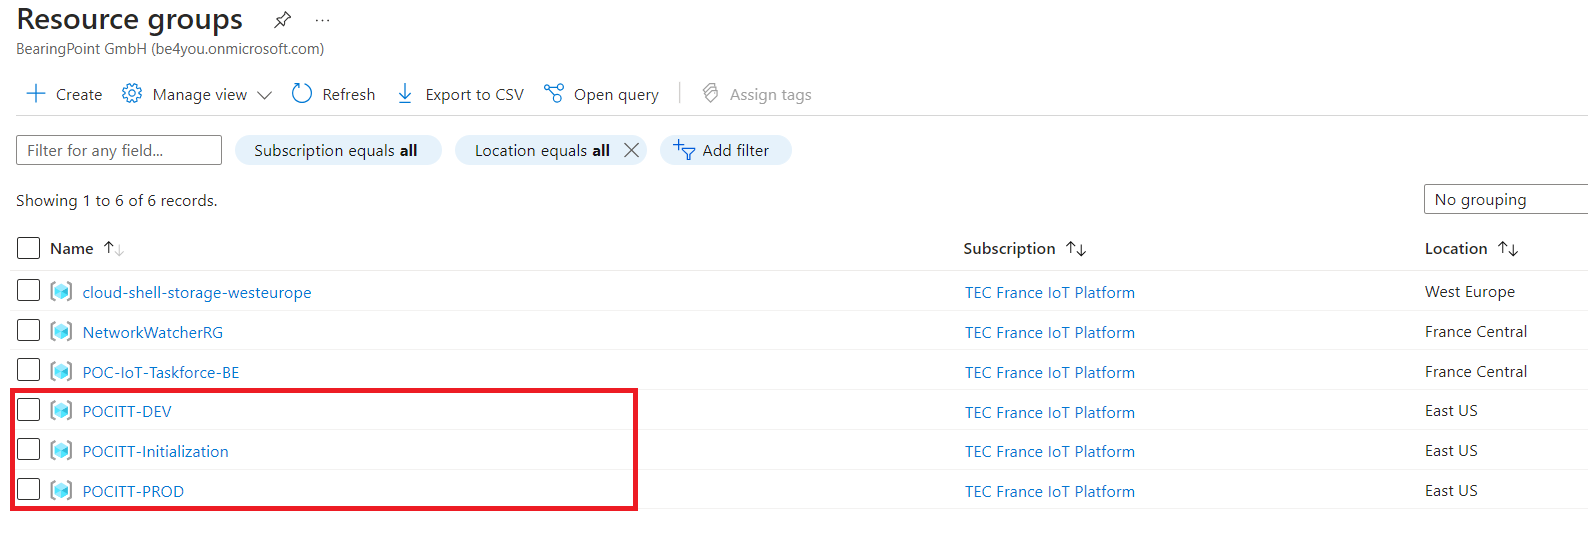 Resource groups
BearingPoint GmbH (be4you.onmicrosoft.com)
Create Manage view Refresh Export to CSV Open query Assign tags
Filter for any field... Subscription equals all Location equals all Add filter
Showing 1 to 6 of 6 records. No grouping
Name Subscription Location
cloud-shell-storage-westeurope TEC France IoT Platform West Europe
NetworkWatcherRG TEC France IoT Platform France Central
POC-IoT-Taskforce-BE TEC France IoT Platform France Central
POCITT-DEV TEC France IoT Platform East US
POCITT-Initialization TEC France IoT Platform East US
POCITT-PROD TEC France IoT Platform East US